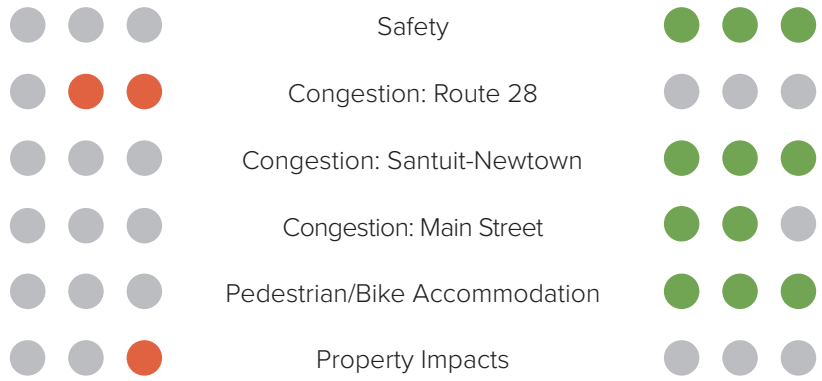 Safety
Congestion: Route 28
Congestion: Santuit-Newtown
Congestion: Main Street
Pedestrian/Bike Accommodation
Property Impacts